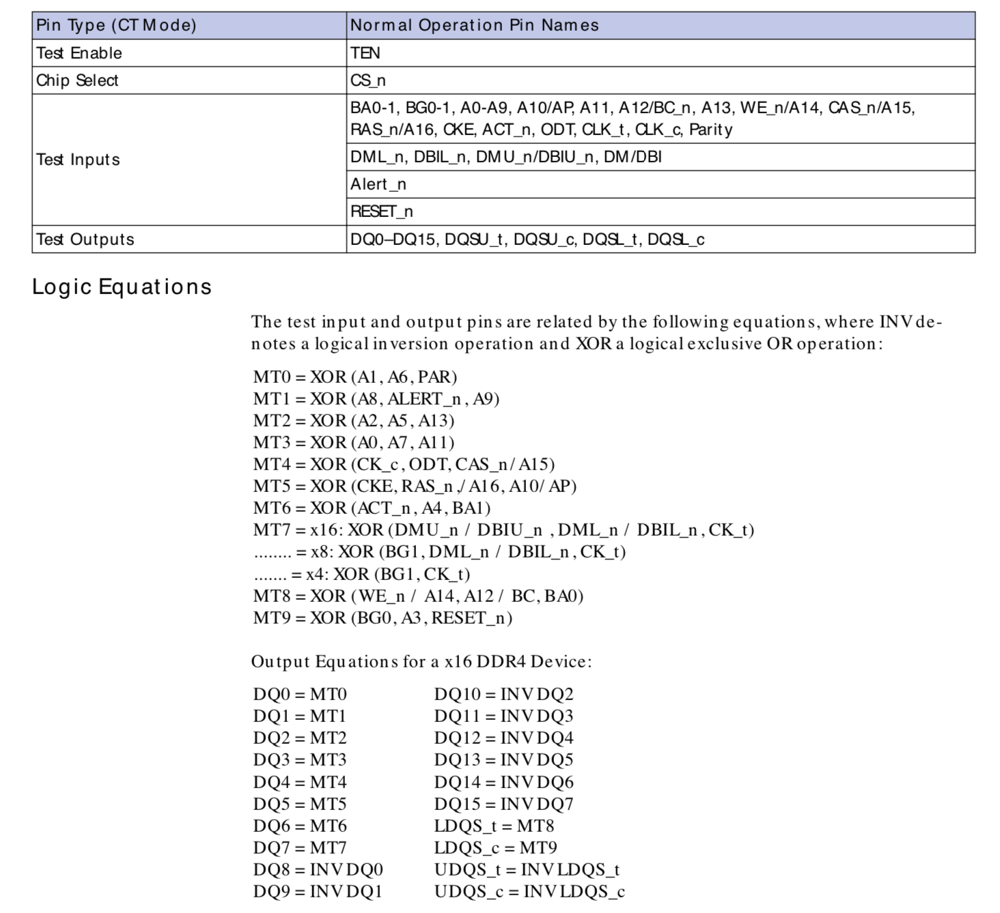 Pin Type (CT Mode) Normal Operation Pin Names
Test Enable TEN
Chip Select CS_n
Test Inputs BA0-1, BG0-1, A0-A9, A10/AP, A11, A12/BC_n, A13, WE_n/A14, CAS_n/A15,
RAS_n/A16, CKE, ACT_n, ODT, CLK_t, CLK_c, Parity
DML_n, DBIL_n, DMU_n/DBIU_n, DM/DBI
Alert_n
RESET_n
Test Outputs DQ0–DQ15, DQSU_t, DQSU_c, DQSL_t, DQSL_c
Logic Equations
The test input and output pins are related by the following equations, where INV de-
notes a logical inversion operation and XOR a logical exclusive OR operation:
MT0 = XOR (A1, A6, PAR)
MT1 = XOR (A8, ALERT_n, A9)
MT2 = XOR (A2, A5, A13)
MT3 = XOR (A0, A7, A11)
MT4 = XOR (CK_c, ODT, CAS_n/A15)
MT5 = XOR (CKE, RAS_n,/A16, A10/AP)
MT6 = XOR (ACT_n, A4, BA1)
MT7 = x16: XOR (DMU_n / DBIU_n , DML_n / DBIL_n, CK_t)
........ = x8: XOR (BG1, DML_n / DBIL_n, CK_t)
....... = x4: XOR (BG1, CK_t)
MT8 = XOR (WE_n / A14, A12 / BC, BA0)
MT9 = XOR (BG0, A3, RESET_n)
Output Equations for a x16 DDR4 Device:
DQ0 = MT0 DQ10 = INV DQ2
DQ1 = MT1 DQ11 = INV DQ3
DQ2 = MT2 DQ12 = INV DQ4
DQ3 = MT3 DQ13 = INV DQ5
DQ4 = MT4 DQ14 = INV DQ6
DQ5 = MT5 DQ15 = INV DQ7
DQ6 = MT6 LDQS_t = MT8
DQ7 = MT7 LDQS_c = MT9
DQ8 = INV DQ0 UDQS_t = INV LDQS_t
DQ9 = INV DQ1 UDQS_c = INV LDQS_c